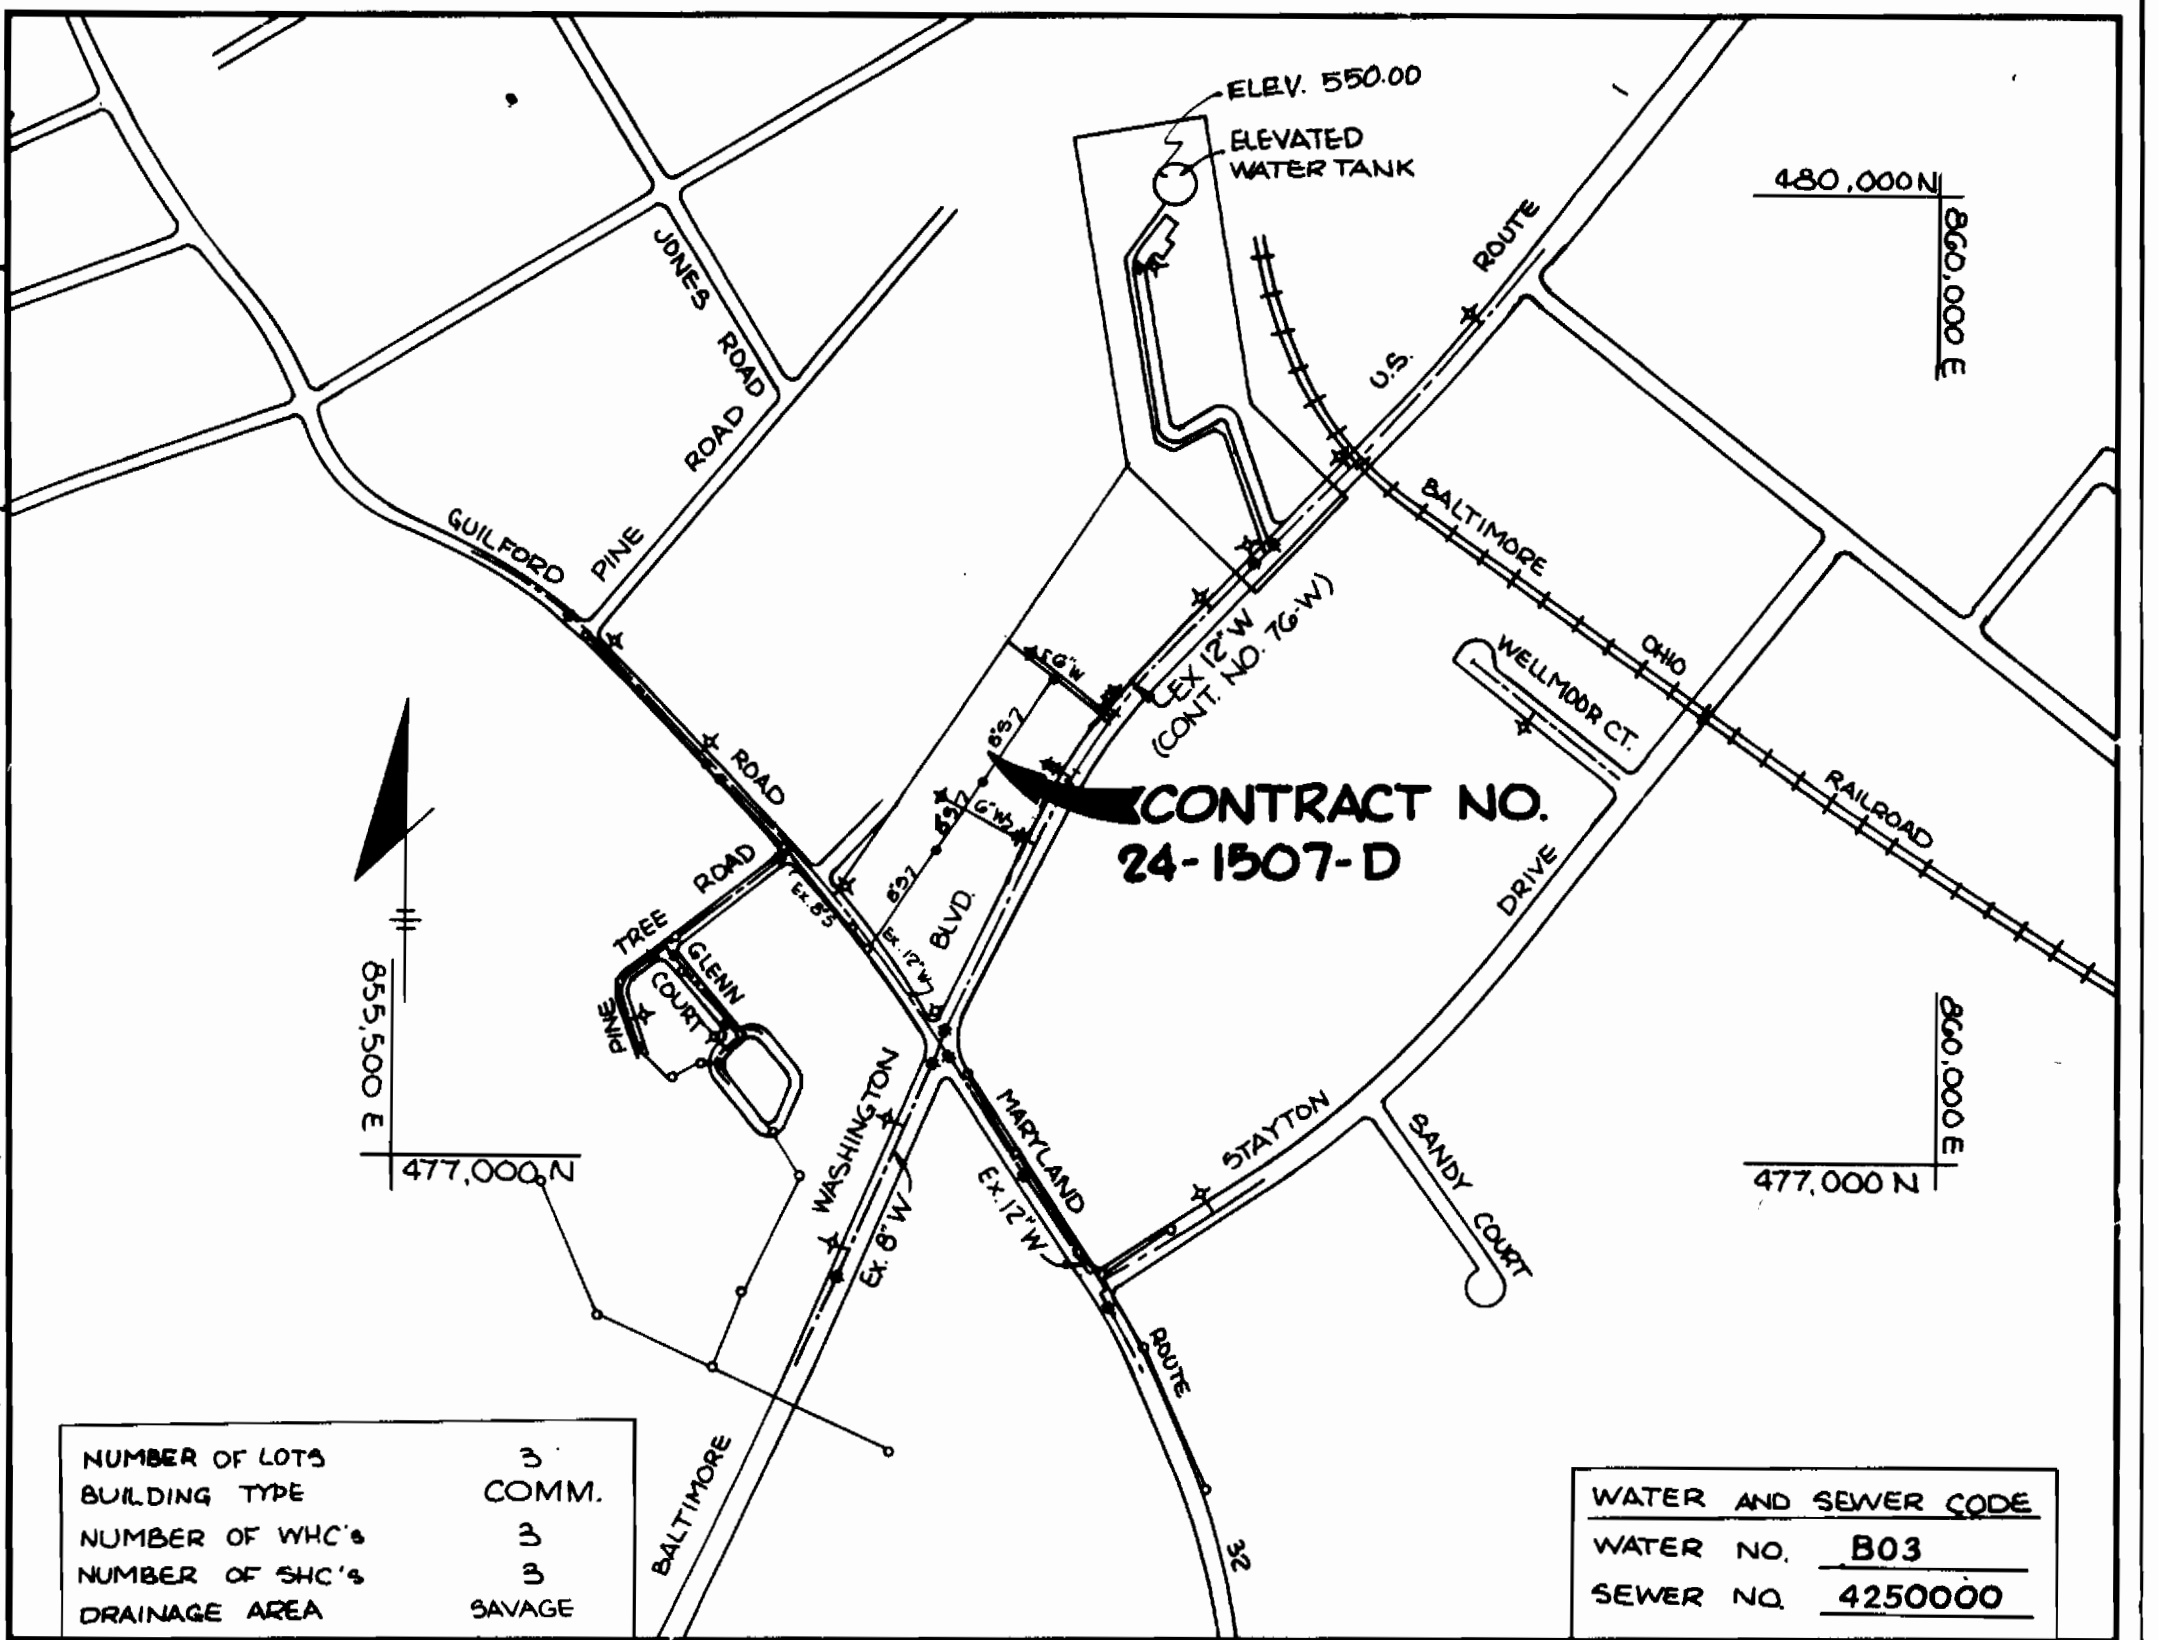 ELEV. 550.00
ELEVATED
WATER TANK
480,000N
860,000 E
U.S. ROUTE 1
JONES ROAD
PINE ROAD
GUILFORD ROAD
BALTIMORE OHIO RAILROAD
WELLMOOR CT.
EX 12"W
(CONT. NO. 76-W)
6"W
8"S
CONTRACT NO.
24-1507-D
8"S
6"W
8"S
BLVD.
DRIVE
PINE TREE ROAD
Ex. 8"S
Ex. 12"W
GLENN
COURT
855,500 E
477,000 N
WASHINGTON
MARYLAND
STAYTON
SANDY COURT
860,000 E
477,000 N
Ex. 8"W
Ex. 12"W
ROUTE
32
BALTIMORE
NUMBER OF LOTS 3
BUILDING TYPE COMM.
NUMBER OF WHC's 3
NUMBER OF SHC's 3
DRAINAGE AREA SAVAGE
WATER AND SEWER CODE
WATER NO. B03
SEWER NO. 4250000